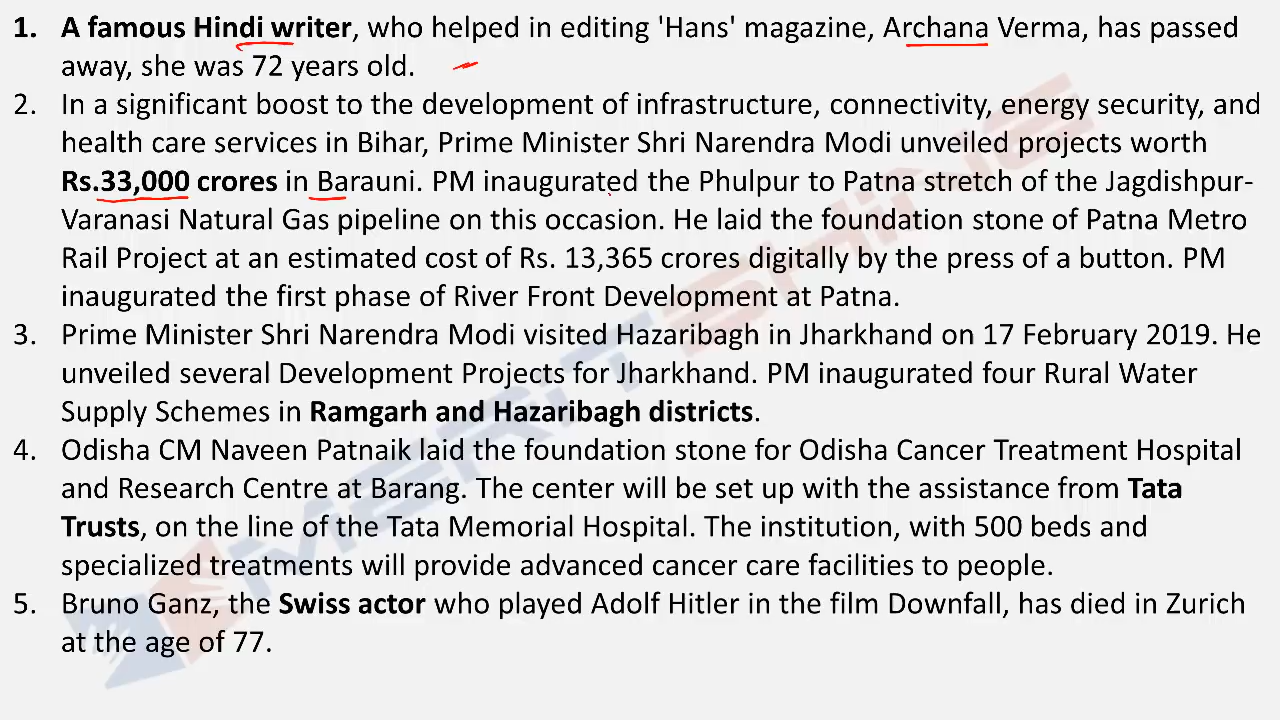 1. A famous Hindi writer, who helped in editing 'Hans' magazine, Archana Verma, has passed
away, she was 72 years old.
2. In a significant boost to the development of infrastructure, connectivity, energy security, and
health care services in Bihar, Prime Minister Shri Narendra Modi unveiled projects worth
Rs.33,000 crores in Barauni. PM inaugurated the Phulpur to Patna stretch of the Jagdishpur-
Varanasi Natural Gas pipeline on this occasion. He laid the foundation stone of Patna Metro
Rail Project at an estimated cost of Rs. 13,365 crores digitally by the press of a button. PM
inaugurated the first phase of River Front Development at Patna.
3. Prime Minister Shri Narendra Modi visited Hazaribagh in Jharkhand on 17 February 2019. He
unveiled several Development Projects for Jharkhand. PM inaugurated four Rural Water
Supply Schemes in Ramgarh and Hazaribagh districts.
4. Odisha CM Naveen Patnaik laid the foundation stone for Odisha Cancer Treatment Hospital
and Research Centre at Barang. The center will be set up with the assistance from Tata
Trusts, on the line of the Tata Memorial Hospital. The institution, with 500 beds and
specialized treatments will provide advanced cancer care facilities to people.
5. Bruno Ganz, the Swiss actor who played Adolf Hitler in the film Downfall, has died in Zurich
at the age of 77.
MERIT SHINE